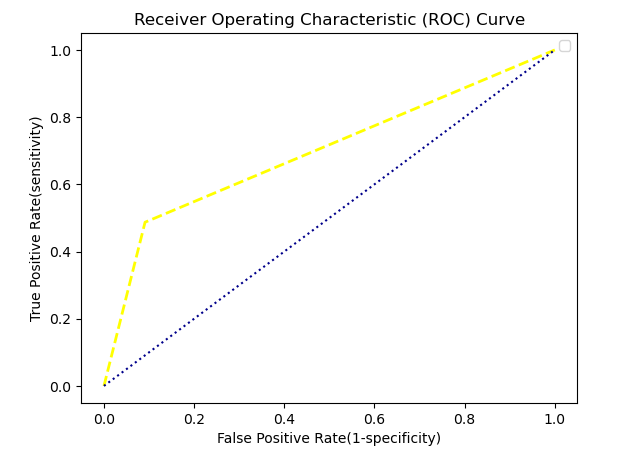 Receiver Operating Characteristic (ROC) Curve
1.0
0.8
0.6
0.4
0.2
0.0
True Positive Rate(sensitivity)
0.0 0.2 0.4 0.6 0.8 1.0
False Positive Rate(1-specificity)